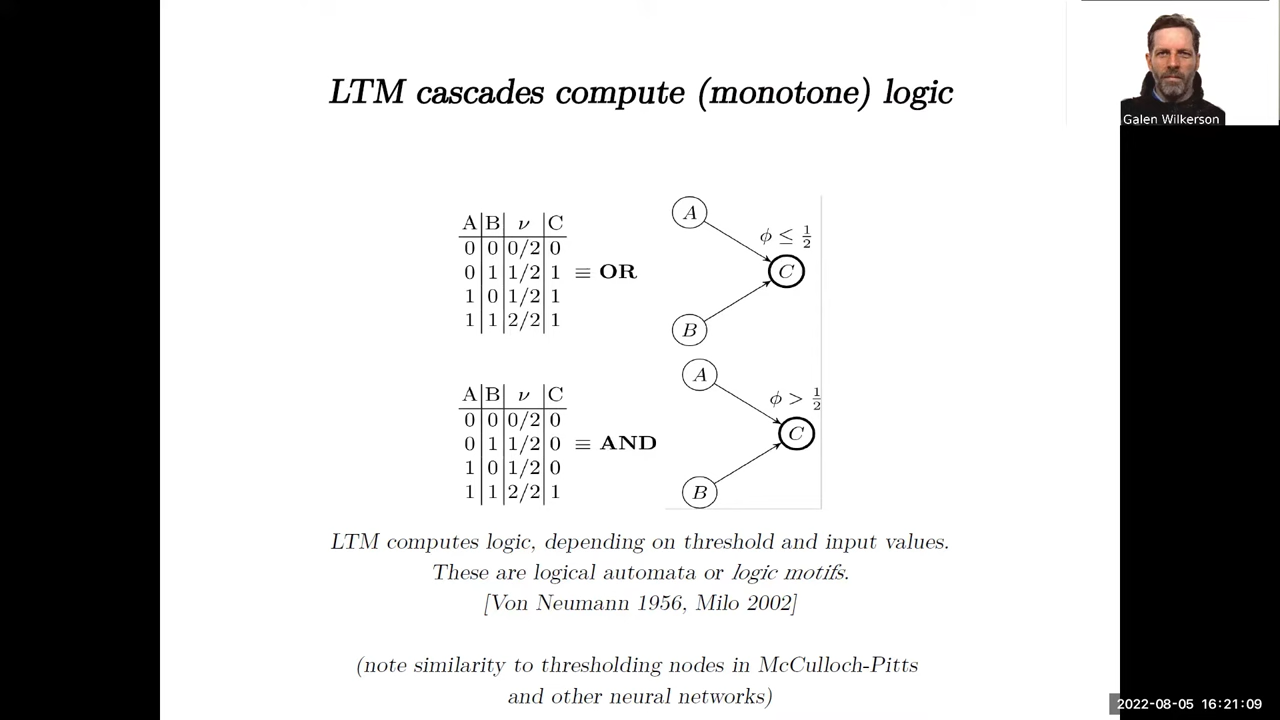 LTM cascades compute (monotone) logic
Galen Wilkerson
A B ν C
0 0 0/2 0
0 1 1/2 1
1 0 1/2 1
1 1 2/2 1
≡ OR
A
B
ϕ ≤ 1/2
C
A B ν C
0 0 0/2 0
0 1 1/2 0
1 0 1/2 0
1 1 2/2 1
≡ AND
A
B
ϕ > 1/2
C
LTM computes logic, depending on threshold and input values.
These are logical automata or logic motifs.
[Von Neumann 1956, Milo 2002]
(note similarity to thresholding nodes in McCulloch-Pitts
and other neural networks)
2022-08-05 16:21:09